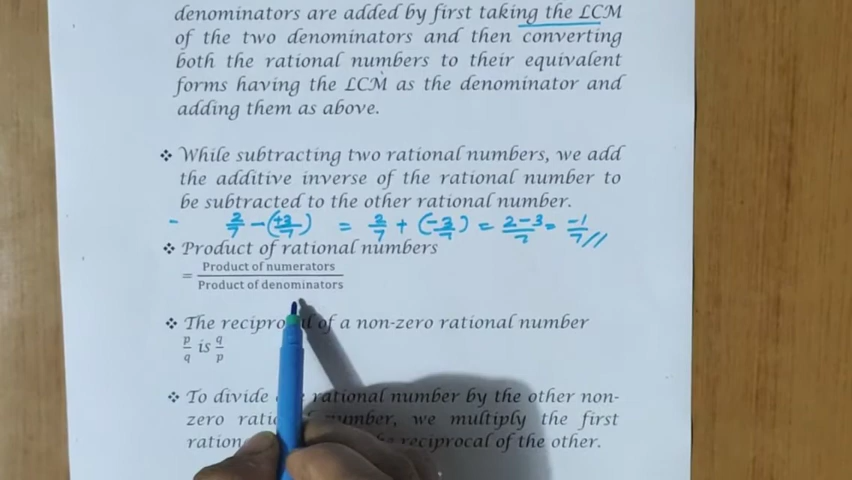 denominators are added by first taking the LCM
of the two denominators and then converting
both the rational numbers to their equivalent
forms having the LCM as the denominator and
adding them as above.
❖ While subtracting two rational numbers, we add
the additive inverse of the rational number to
be subtracted to the other rational number.
- 2/7 - (+3/7) = 2/7 + (-3/7) = 2-3/7 = -1/7 //
❖ Product of rational numbers
= Product of numerators / Product of denominators
❖ The of a non-zero rational number
p/q is q/p
❖ To divide rational number by the other non-
zero number, we multiply the first
reciprocal of the other.